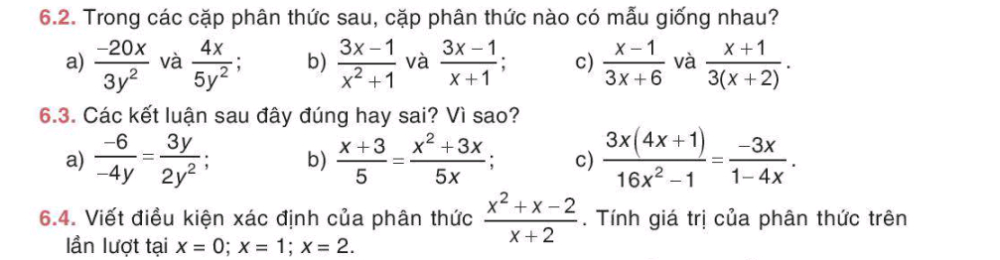 6.2. Trong các cặp phân thức sau, cặp phân thức nào có mẫu giống nhau?
a) \frac{-20x}{3y^2} và \frac{4x}{5y^2}; b) \frac{3x-1}{x^2+1} và \frac{3x-1}{x+1}; c) \frac{x-1}{3x+6} và \frac{x+1}{3(x+2)}.
6.3. Các kết luận sau đây đúng hay sai? Vì sao?
a) \frac{-6}{-4y} = \frac{3y}{2y^2}; b) \frac{x+3}{5} = \frac{x^2+3x}{5x}; c) \frac{3x(4x+1)}{16x^2-1} = \frac{-3x}{1-4x}.
6.4. Viết điều kiện xác định của phân thức \frac{x^2+x-2}{x+2}. Tính giá trị của phân thức trên
lần lượt tại x = 0; x = 1; x = 2.